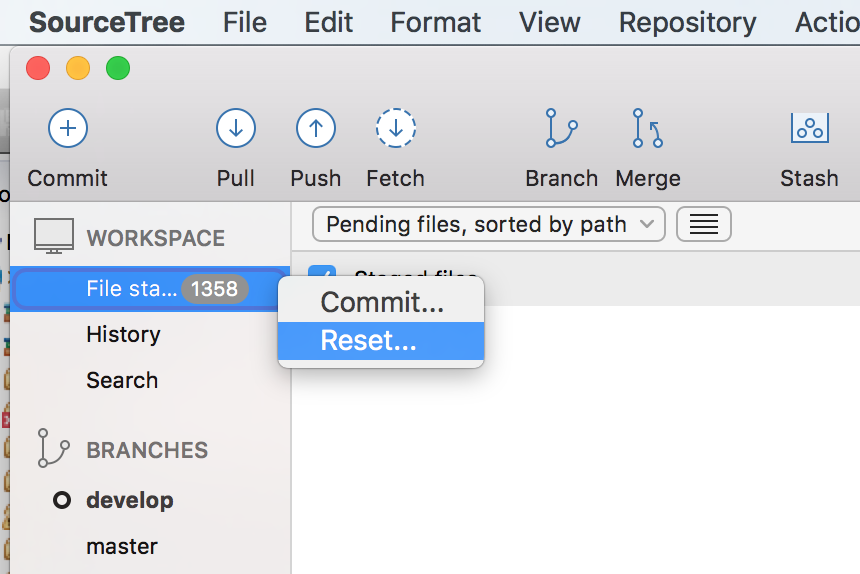 SourceTree File Edit Format View Repository Actio
Commit Pull Push Fetch Branch Merge Stash
WORKSPACE
Pending files, sorted by path
File sta... 1358
Staged files
Commit...
History
Reset...
Search
BRANCHES
develop
master